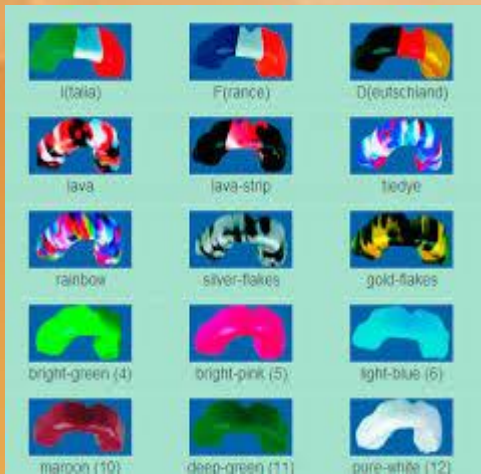 I(talia) F(rance) D(eutschland)
lava lava-strip tiedye
rainbow silver-flakes gold-flakes
bright-green (4) bright-pink (5) light-blue (6)
maroon (10) deep-green (11) pure-white (12)